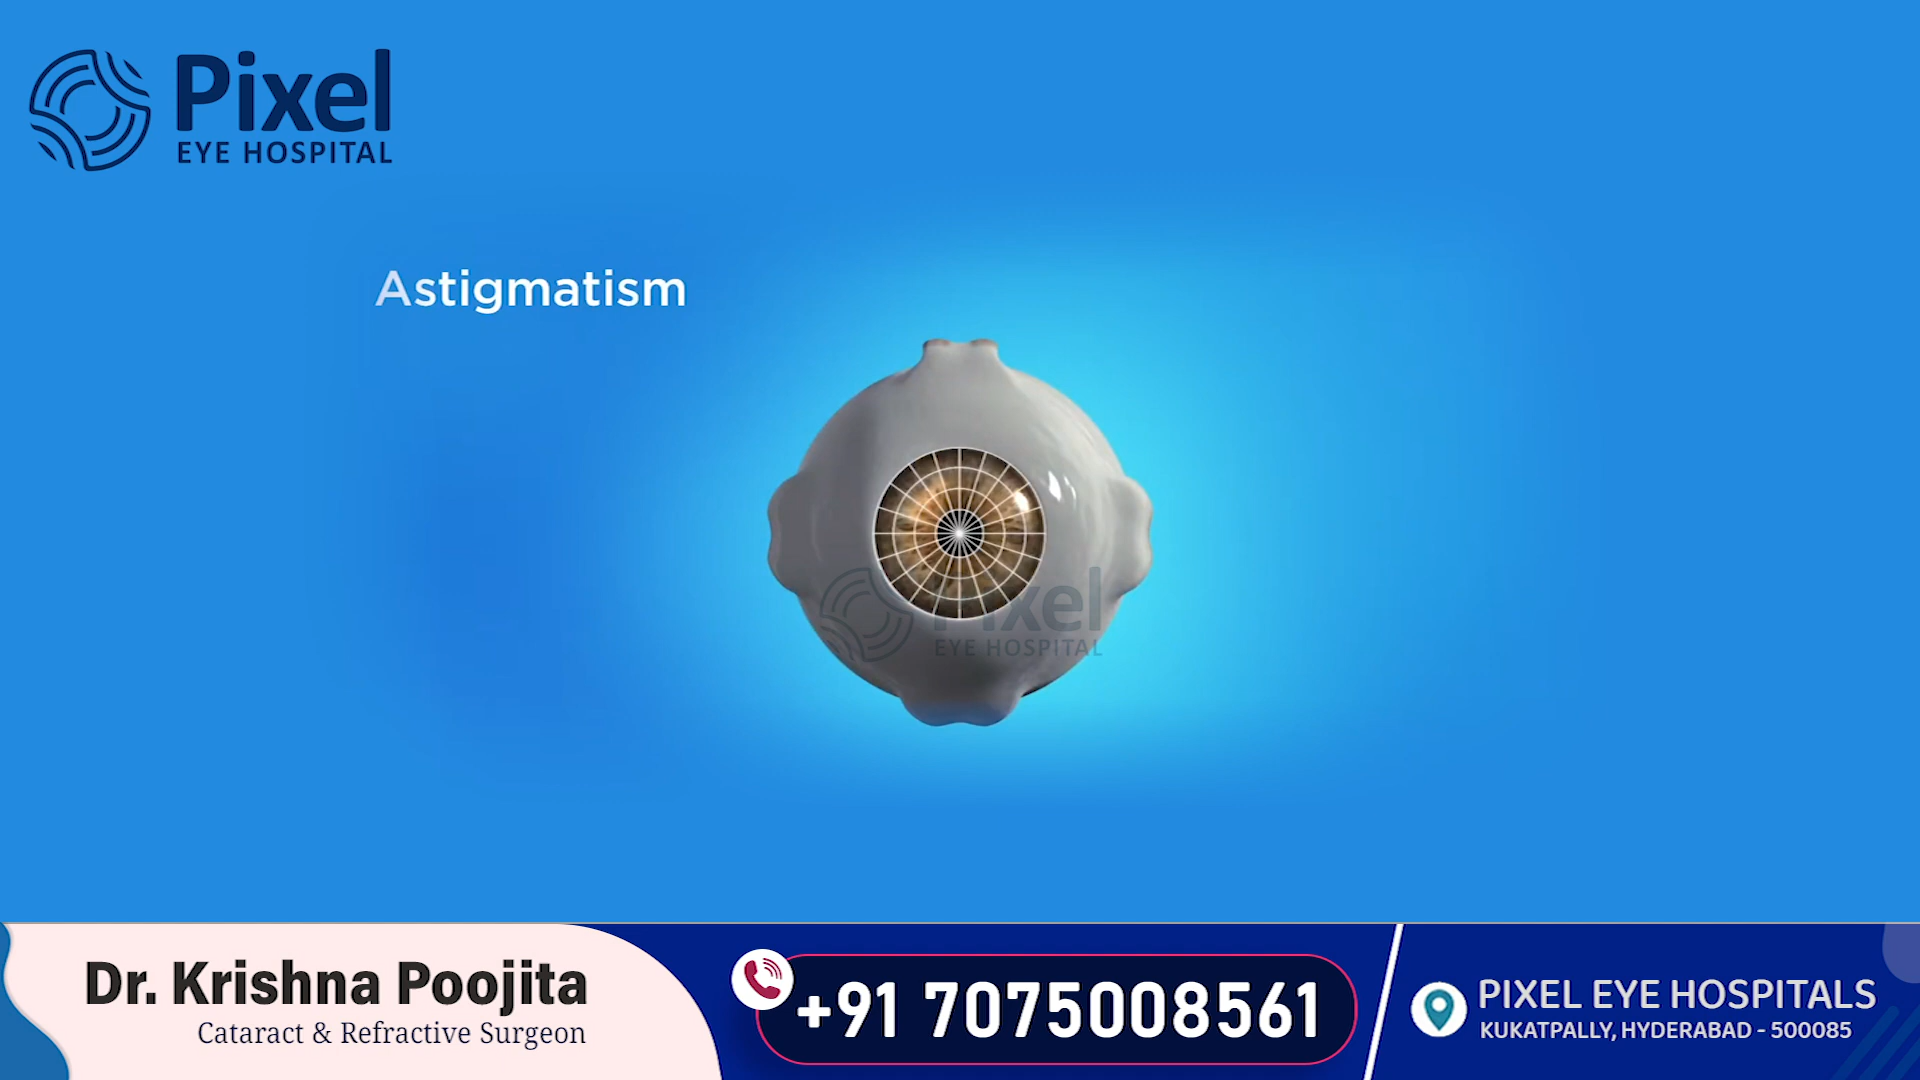 Pixel
EYE HOSPITAL
Astigmatism
Pixel
EYE HOSPITAL
Dr. Krishna Poojita
Cataract & Refractive Surgeon
+91 7075008561
PIXEL EYE HOSPITALS
KUKATPALLY, HYDERABAD - 500085